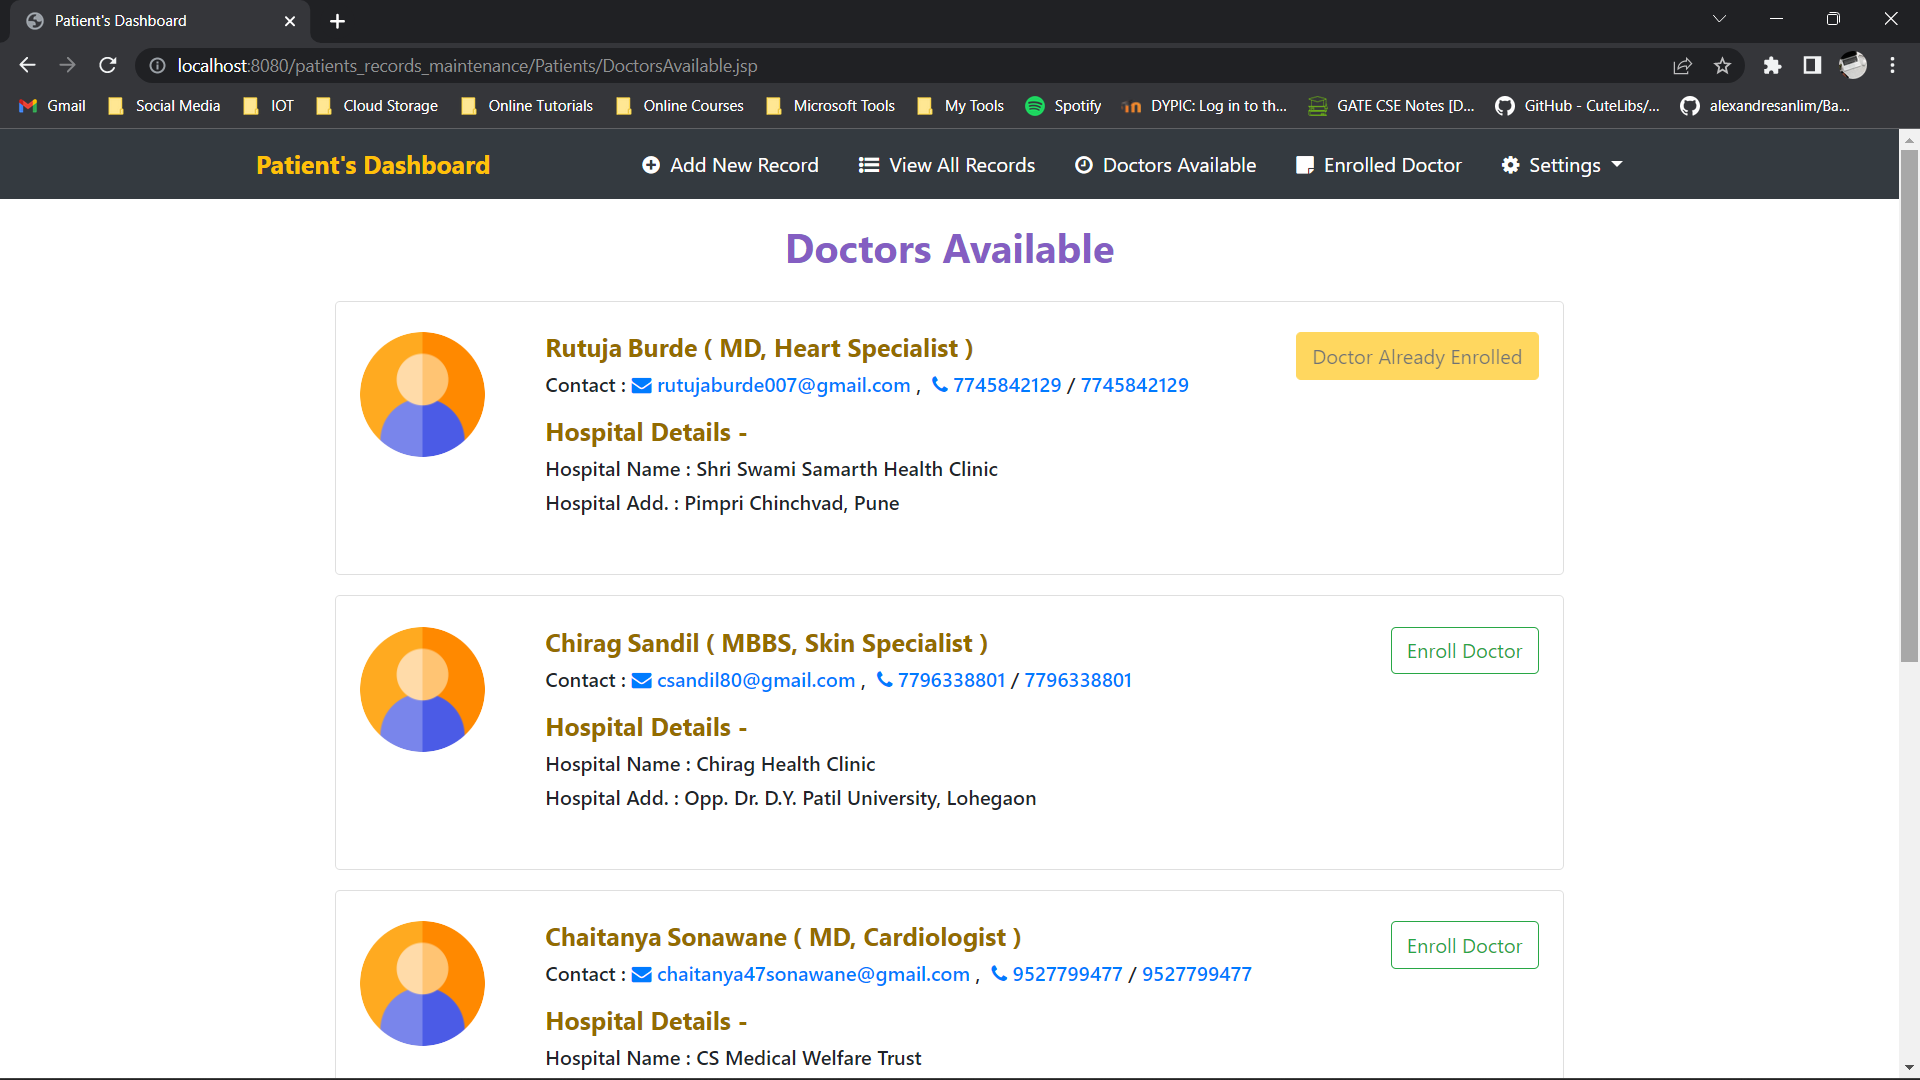 Patient's Dashboard
localhost:8080/patients_records_maintenance/Patients/DoctorsAvailable.jsp
Gmail Social Media IOT Cloud Storage Online Tutorials Online Courses Microsoft Tools My Tools Spotify DYPIC: Log in to th... GATE CSE Notes [D... GitHub - CuteLibs/... alexandresanlim/Ba...
Patient's Dashboard Add New Record View All Records Doctors Available Enrolled Doctor Settings
Doctors Available
Rutuja Burde ( MD, Heart Specialist )
Doctor Already Enrolled
Contact : rutujaburde007@gmail.com , 7745842129 / 7745842129
Hospital Details -
Hospital Name : Shri Swami Samarth Health Clinic
Hospital Add. : Pimpri Chinchvad, Pune
Chirag Sandil ( MBBS, Skin Specialist )
Enroll Doctor
Contact : csandil80@gmail.com , 7796338801 / 7796338801
Hospital Details -
Hospital Name : Chirag Health Clinic
Hospital Add. : Opp. Dr. D.Y. Patil University, Lohegaon
Chaitanya Sonawane ( MD, Cardiologist )
Enroll Doctor
Contact : chaitanya47sonawane@gmail.com , 9527799477 / 9527799477
Hospital Details -
Hospital Name : CS Medical Welfare Trust